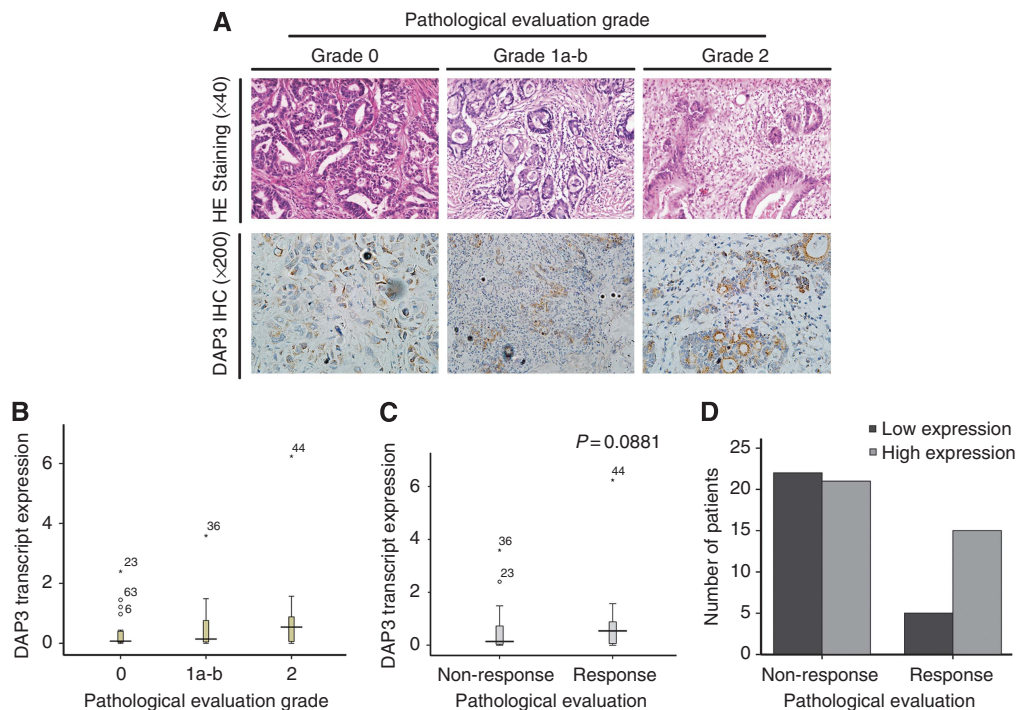 A
Pathological evaluation grade
Grade 0
Grade 1a-b
Grade 2
HE Staining (×40)
DAP3 IHC (×200)
B
DAP3 transcript expression
6
4
2
0
44
36
23
63
6
0
1a-b
2
Pathological evaluation grade
C
P = 0.0881
DAP3 transcript expression
6
4
2
0
44
36
23
Non-response
Response
Pathological evaluation
D
Low expression
High expression
Number of patients
25
20
15
10
5
0
Non-response
Response
Pathological evaluation